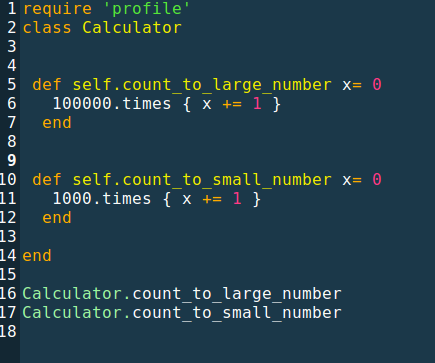 1 require 'profile'
2 class Calculator
3
4
5  def self.count_to_large_number x= 0
6    100000.times { x += 1 }
7   end
8
9
10  def self.count_to_small_number x= 0
11    1000.times { x += 1 }
12   end
13
14 end
15
16 Calculator.count_to_large_number
17 Calculator.count_to_small_number
18